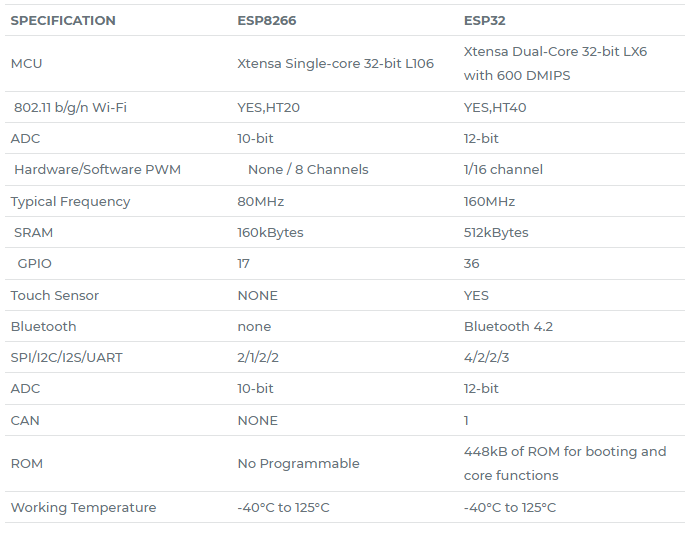 SPECIFICATION ESP8266 ESP32
MCU Xtensa Single-core 32-bit L106 Xtensa Dual-Core 32-bit LX6
with 600 DMIPS
802.11 b/g/n Wi-Fi YES,HT20 YES,HT40
ADC 10-bit 12-bit
Hardware/Software PWM None / 8 Channels 1/16 channel
Typical Frequency 80MHz 160MHz
SRAM 160kBytes 512kBytes
GPIO 17 36
Touch Sensor NONE YES
Bluetooth none Bluetooth 4.2
SPI/I2C/I2S/UART 2/1/2/2 4/2/2/3
ADC 10-bit 12-bit
CAN NONE 1
ROM No Programmable 448kB of ROM for booting and
core functions
Working Temperature -40°C to 125°C -40°C to 125°C